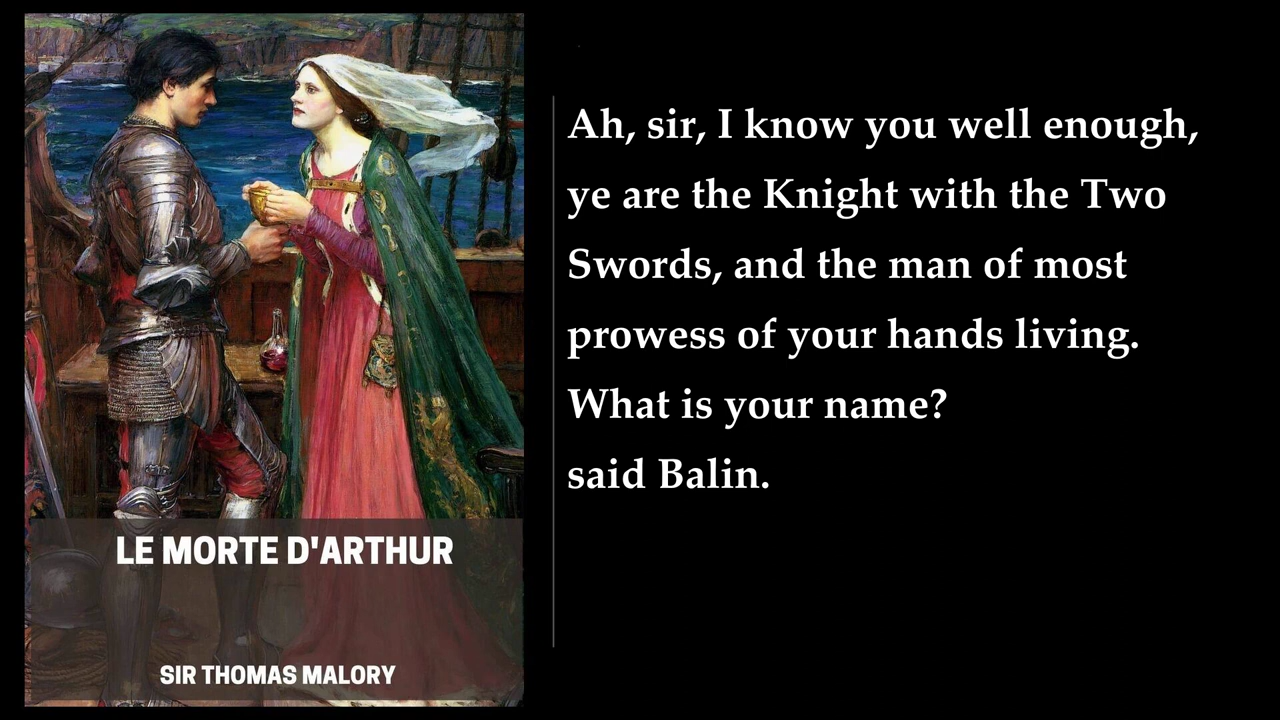 LE MORTE D'ARTHUR
SIR THOMAS MALORY
Ah, sir, I know you well enough,
ye are the Knight with the Two
Swords, and the man of most
prowess of your hands living.
What is your name?
said Balin.